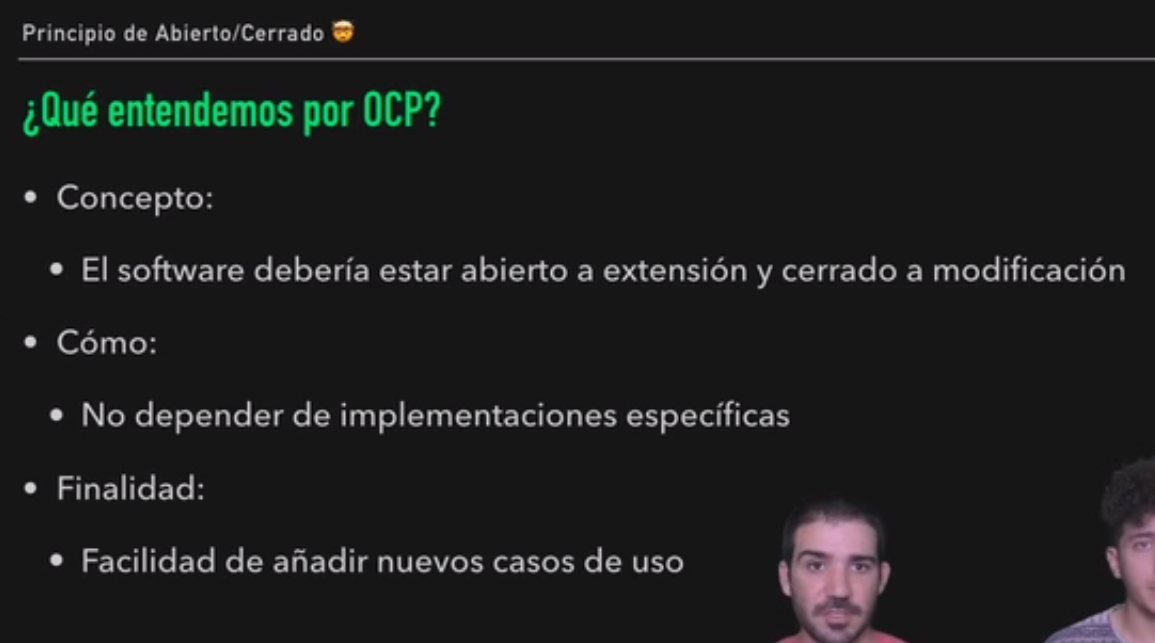 Principio de Abierto/Cerrado 🤯
¿Qué entendemos por OCP?
• Concepto:
• El software debería estar abierto a extensión y cerrado a modificación
• Cómo:
• No depender de implementaciones específicas
• Finalidad:
• Facilidad de añadir nuevos casos de uso